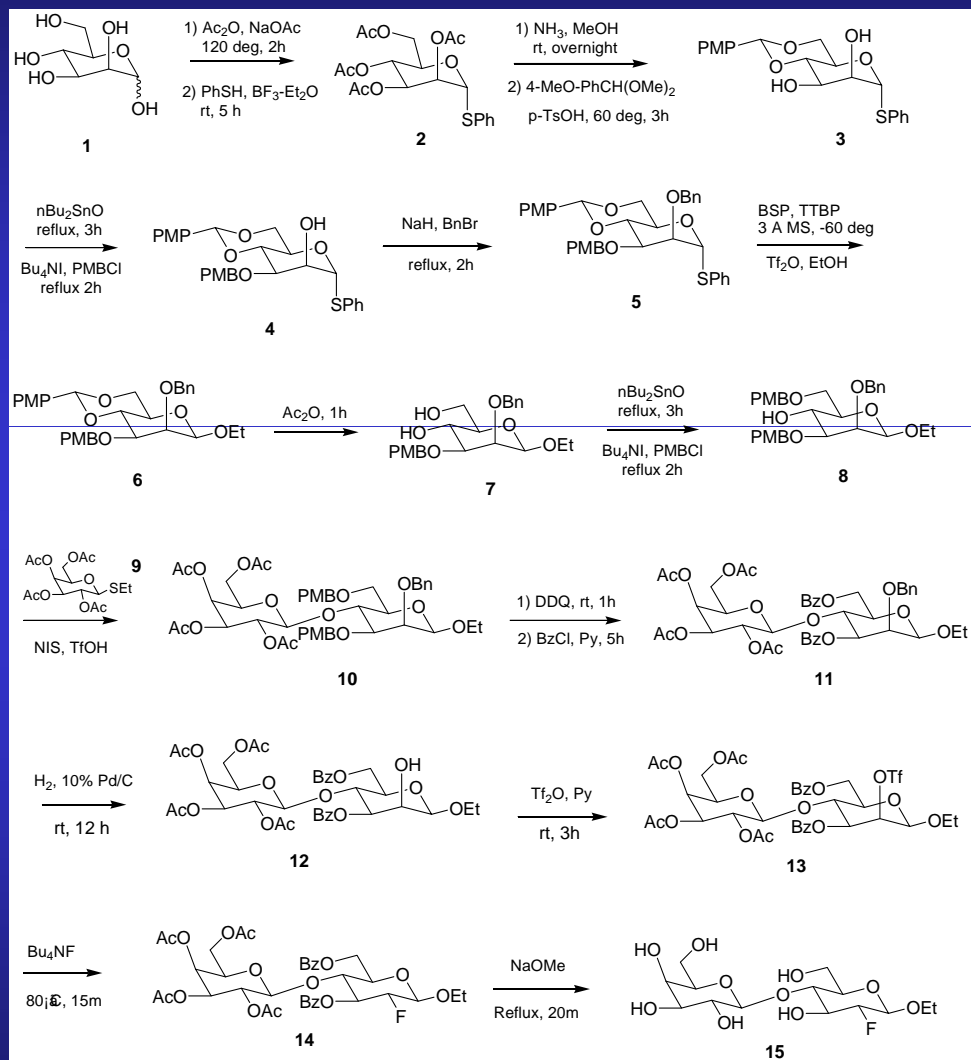 HO
OH
HO
HO
OH
1
1) Ac2O, NaOAc
120 deg, 2h
2) PhSH, BF3-Et2O
rt, 5 h
AcO
OAc
AcO
AcO
O
SPh
2
1) NH3, MeOH
rt, overnight
2) 4-MeO-PhCH(OMe)2
p-TsOH, 60 deg, 3h
PMP
O
O
OH
O
HO
SPh
3
nBu2SnO
reflux, 3h
Bu4NI, PMBCl
reflux 2h
PMP
O
O
OH
O
PMBO
SPh
4
NaH, BnBr
reflux, 2h
PMP
O
O
OBn
O
PMBO
SPh
5
BSP, TTBP
3 A MS, -60 deg
Tf2O, EtOH
PMP
O
O
OBn
O
PMBO
OEt
6
Ac2O, 1h
HO
HO
OBn
O
PMBO
OEt
7
nBu2SnO
reflux, 3h
Bu4NI, PMBCl
reflux 2h
PMBO
HO
OBn
O
PMBO
OEt
8
AcO
OAc
O
AcO
OAc
SEt
9
NIS, TfOH
AcO
OAc
O
AcO
OAc
O
PMBO
OBn
O
PMBO
OEt
10
1) DDQ, rt, 1h
2) BzCl, Py, 5h
AcO
OAc
O
AcO
OAc
O
BzO
OBn
O
BzO
OEt
11
H2, 10% Pd/C
rt, 12 h
AcO
OAc
O
AcO
OAc
O
BzO
OH
O
BzO
OEt
12
Tf2O, Py
rt, 3h
AcO
OAc
O
AcO
OAc
O
BzO
OTf
O
BzO
OEt
13
Bu4NF
80¡ãC, 15m
AcO
OAc
O
AcO
OAc
O
BzO
O
BzO
F
OEt
14
NaOMe
Reflux, 20m
HO
OH
O
HO
OH
O
HO
O
HO
F
OEt
15